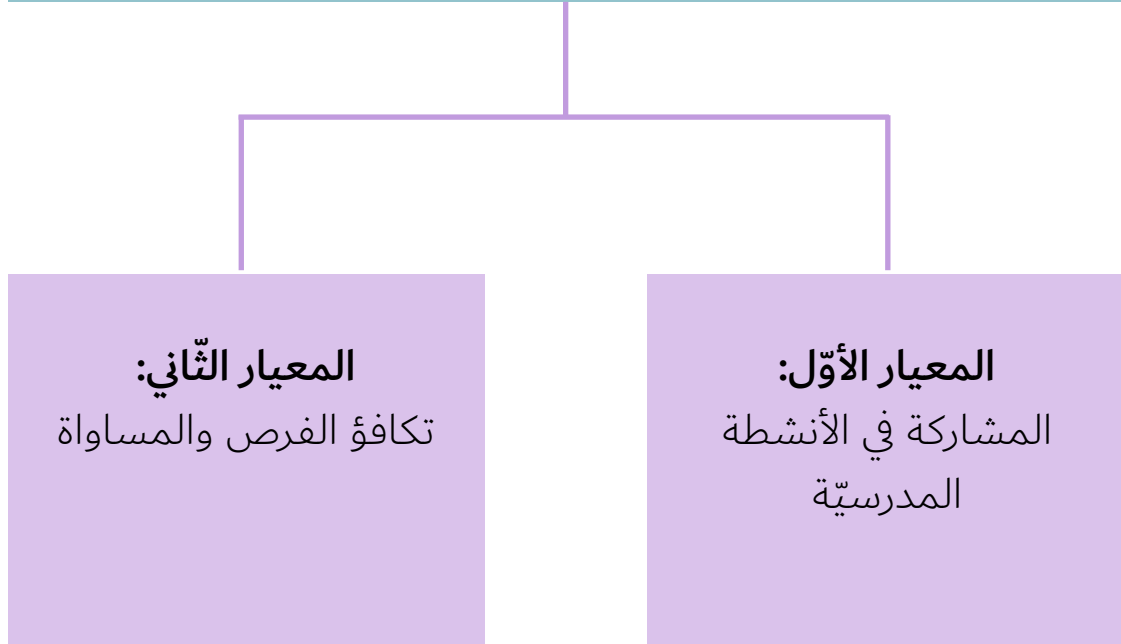 المعيار الأوّل:
المشاركة في الأنشطة
المدرسيّة
المعيار الثّاني:
تكافؤ الفرص والمساواة